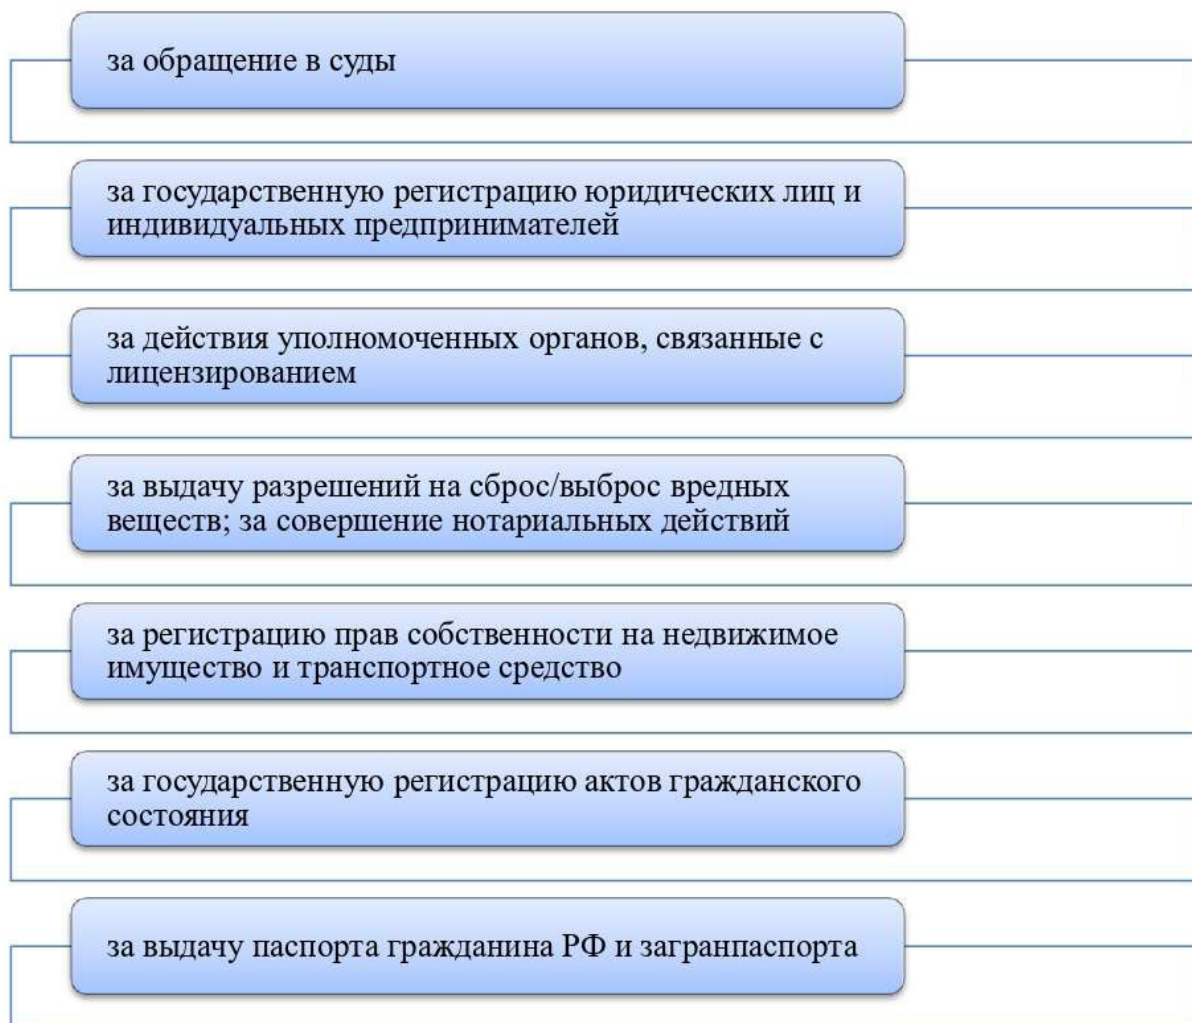 за обращение в суды
за государственную регистрацию юридических лиц и
индивидуальных предпринимателей
за действия уполномоченных органов, связанные с
лицензированием
за выдачу разрешений на сброс/выброс вредных
веществ; за совершение нотариальных действий
за регистрацию прав собственности на недвижимое
имущество и транспортное средство
за государственную регистрацию актов гражданского
состояния
за выдачу паспорта гражданина РФ и загранпаспорта